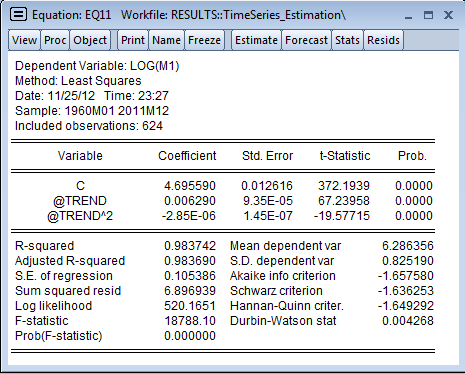 Equation: EQ11 Workfile: RESULTS::TimeSeries_Estimation\
View Proc Object Print Name Freeze Estimate Forecast Stats Resids
Dependent Variable: LOG(M1)
Method: Least Squares
Date: 11/25/12 Time: 23:27
Sample: 1960M01 2011M12
Included observations: 624
Variable Coefficient Std. Error t-Statistic Prob.
C 4.695590 0.012616 372.1939 0.0000
@TREND 0.006290 9.35E-05 67.23958 0.0000
@TREND^2 -2.85E-06 1.45E-07 -19.57715 0.0000
R-squared 0.983742 Mean dependent var 6.286356
Adjusted R-squared 0.983690 S.D. dependent var 0.825190
S.E. of regression 0.105386 Akaike info criterion -1.657580
Sum squared resid 6.896939 Schwarz criterion -1.636253
Log likelihood 520.1651 Hannan-Quinn criter. -1.649292
F-statistic 18788.10 Durbin-Watson stat 0.004268
Prob(F-statistic) 0.000000